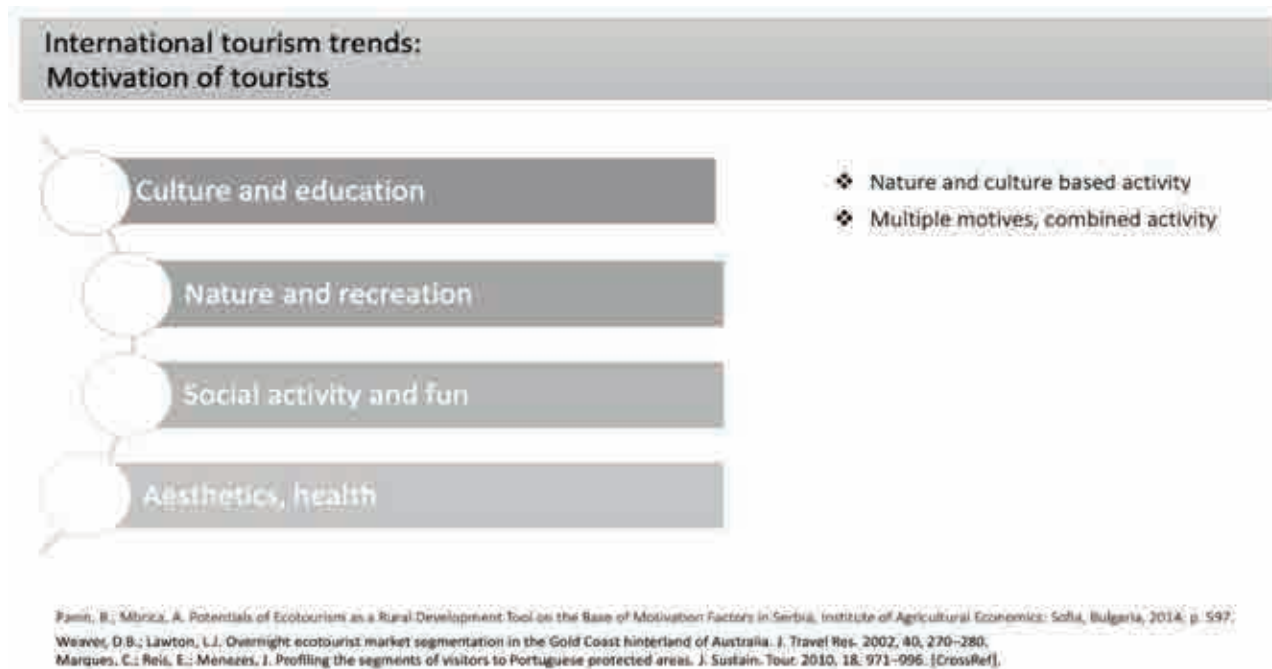 International tourism trends:
Motivation of tourists
Culture and education
Nature and recreation
Social activity and fun
Aesthetics, health
❖ Nature and culture based activity
❖ Multiple motives, combined activity
B.; A. Potentials of Ecotourism as a Rural Development Tool on the Base of Motivation Factors in Serbia, Institute of Agricultural Economics: Sofia, Bulgaria, 2014; p. 597.
Weaver, D.B.; Lawton, L.J. Overnight ecotourist market segmentation in the Gold Coast hinterland of Australia. J. Travel Res. 2002, 40, 270–280.
Marques, C.; Reis, E.; Menezes, J. Profiling the segments of visitors to Portuguese protected areas. J. Sustain. Tour. 2010, 18, 971–996. [CrossRef].